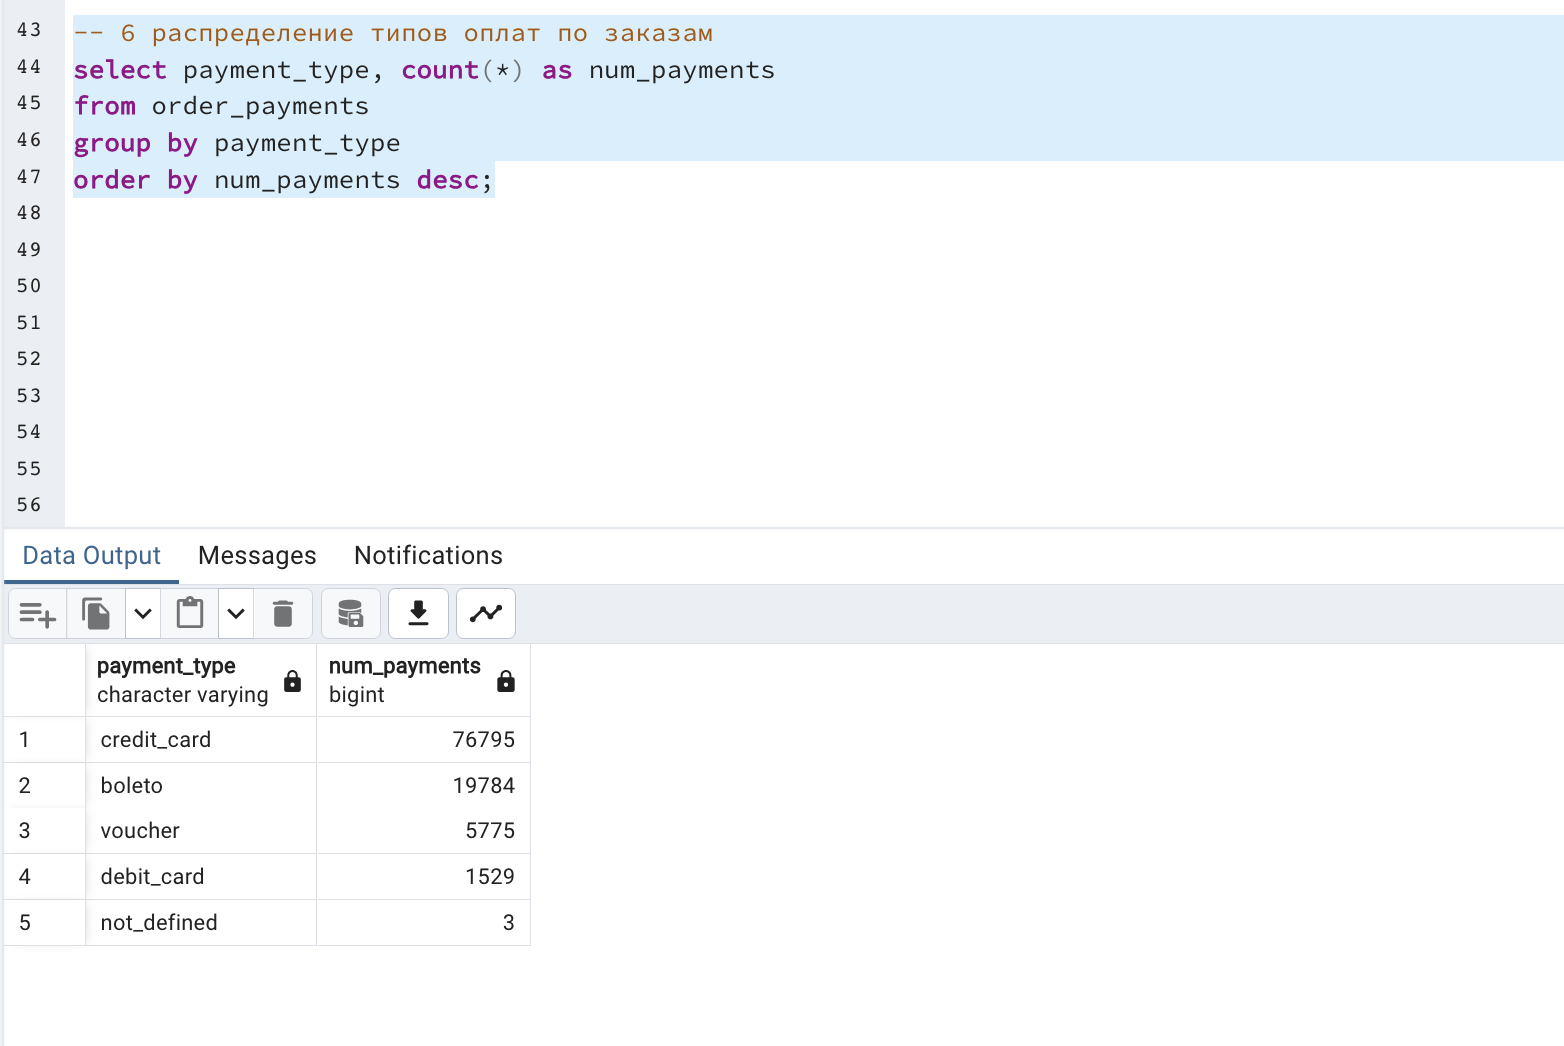 43 -- 6 распределение типов оплат по заказам
44 select payment_type, count(*) as num_payments
45 from order_payments
46 group by payment_type
47 order by num_payments desc;
48
49
50
51
52
53
54
55
56
Data Output Messages Notifications
payment_type num_payments
character varying bigint
1 credit_card 76795
2 boleto 19784
3 voucher 5775
4 debit_card 1529
5 not_defined 3